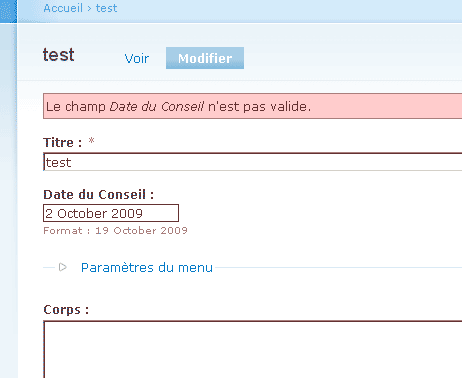 Accueil › test
test Voir Modifier
Le champ Date du Conseil n'est pas valide.
Titre : *
test
Date du Conseil :
2 October 2009
Format : 19 October 2009
Paramètres du menu
Corps :